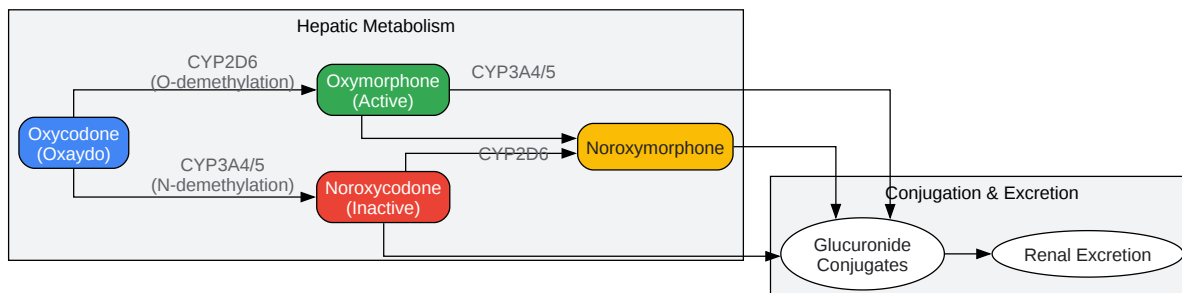 Hepatic Metabolism
CYP2D6
(O-demethylation)
Oxymorphone
(Active)
CYP3A4/5
Oxycodone
(Oxaydo)
Noroxymorphone
CYP2D6
CYP3A4/5
(N-demethylation)
Noroxycodone
(Inactive)
Conjugation & Excretion
Glucuronide
Conjugates
Renal Excretion